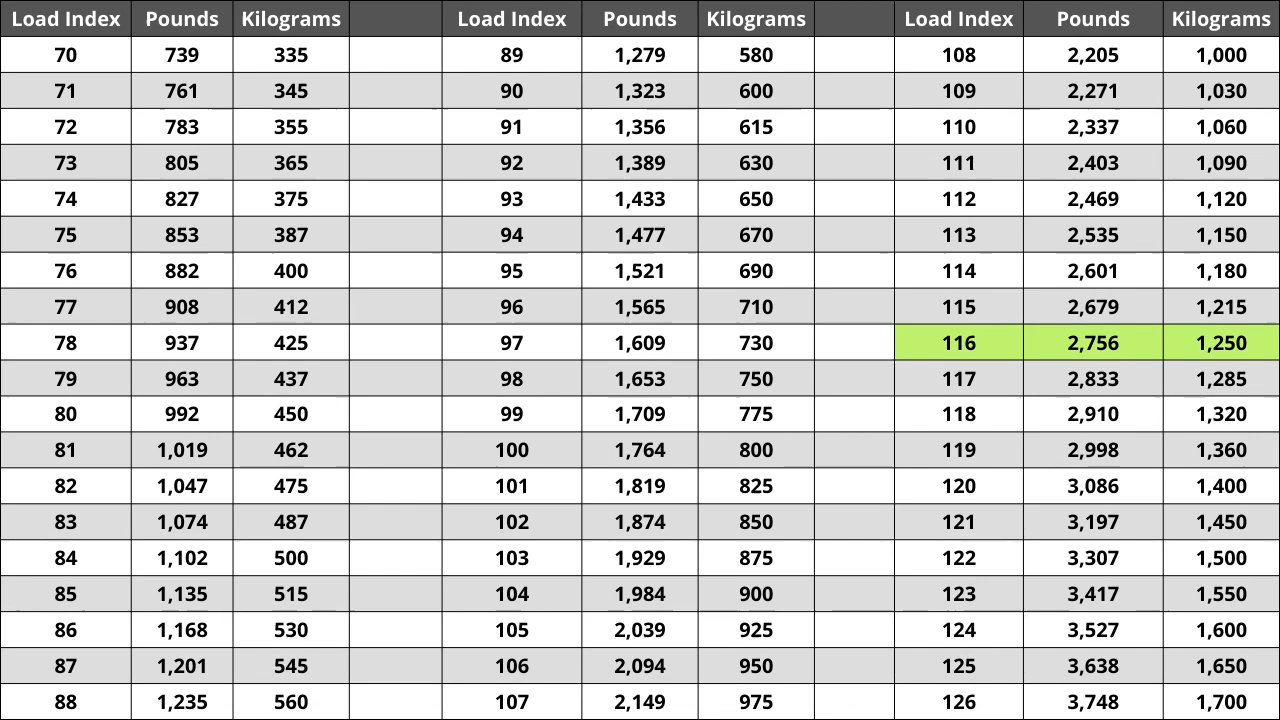 Load Index Pounds Kilograms Load Index Pounds Kilograms Load Index Pounds Kilograms
70 739 335 89 1,279 580 108 2,205 1,000
71 761 345 90 1,323 600 109 2,271 1,030
72 783 355 91 1,356 615 110 2,337 1,060
73 805 365 92 1,389 630 111 2,403 1,090
74 827 375 93 1,433 650 112 2,469 1,120
75 853 387 94 1,477 670 113 2,535 1,150
76 882 400 95 1,521 690 114 2,601 1,180
77 908 412 96 1,565 710 115 2,679 1,215
78 937 425 97 1,609 730 116 2,756 1,250
79 963 437 98 1,653 750 117 2,833 1,285
80 992 450 99 1,709 775 118 2,910 1,320
81 1,019 462 100 1,764 800 119 2,998 1,360
82 1,047 475 101 1,819 825 120 3,086 1,400
83 1,074 487 102 1,874 850 121 3,197 1,450
84 1,102 500 103 1,929 875 122 3,307 1,500
85 1,135 515 104 1,984 900 123 3,417 1,550
86 1,168 530 105 2,039 925 124 3,527 1,600
87 1,201 545 106 2,094 950 125 3,638 1,650
88 1,235 560 107 2,149 975 126 3,748 1,700